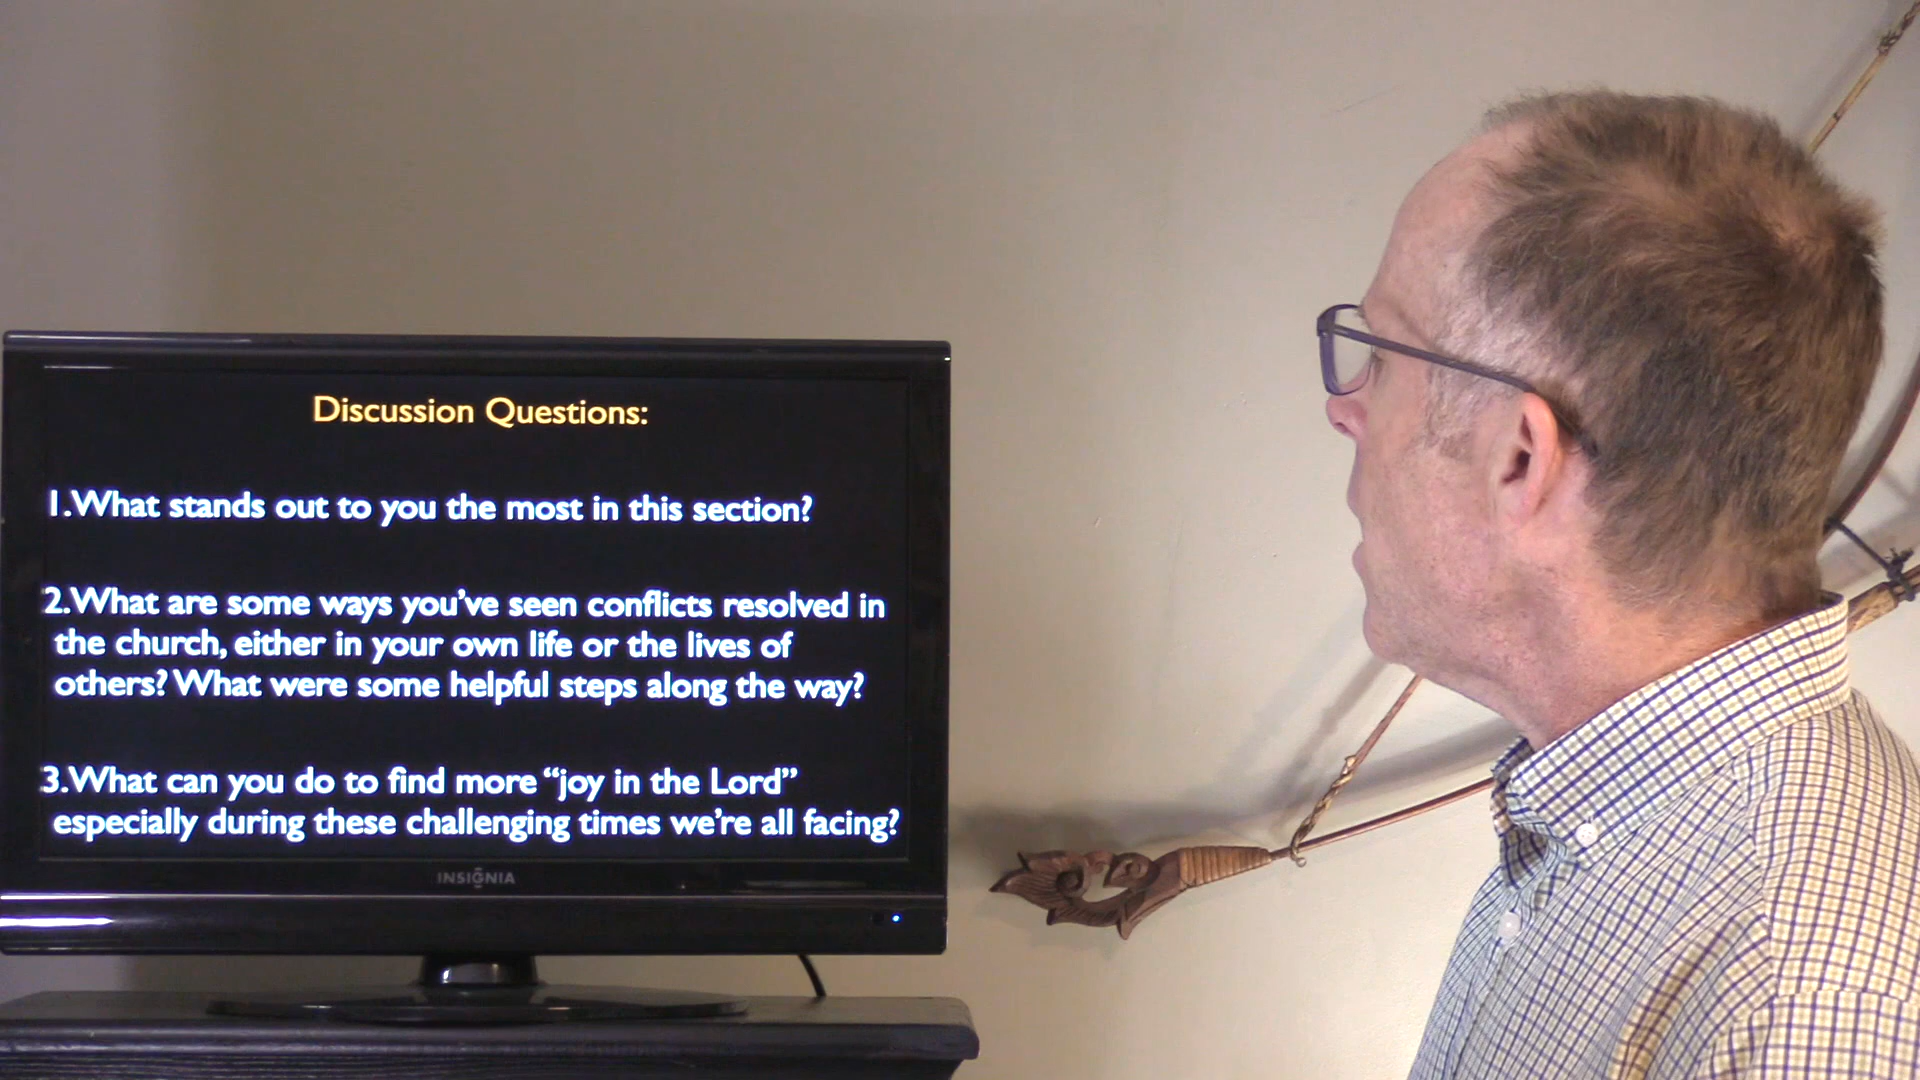 Discussion Questions:
1.What stands out to you the most in this section?
2.What are some ways you've seen conflicts resolved in
the church, either in your own life or the lives of
others? What were some helpful steps along the way?
3.What can you do to find more “joy in the Lord”
especially during these challenging times we're all facing?
INSIGNIA